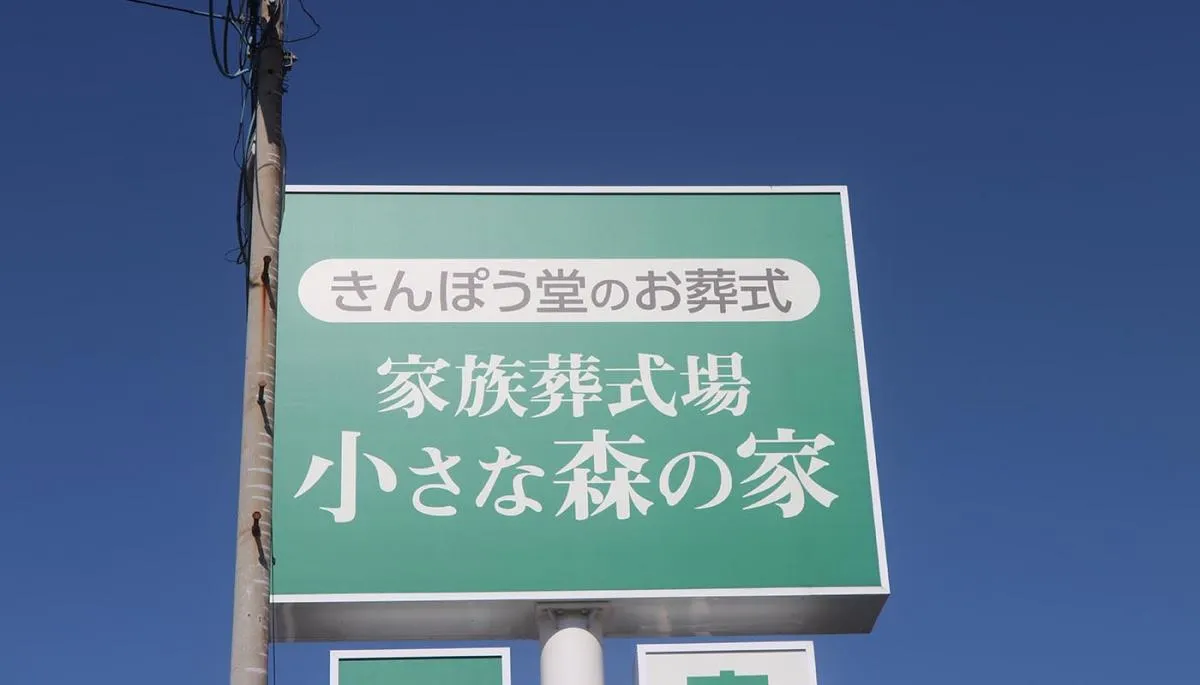 きんぽう堂のお葬式
家族葬式場
小さな森の家